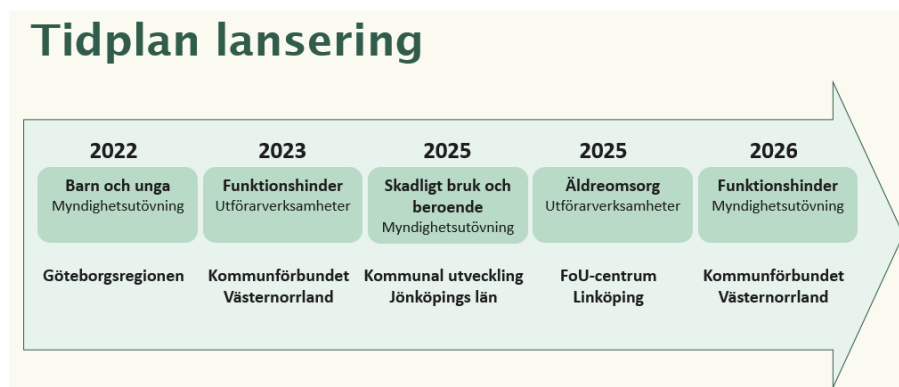 Tidplan lansering
2022
Barn och unga
Myndighetsutövning
Göteborgsregionen
2023
Funktionshinder
Utförarverksamheter
Kommunförbundet
Västernorrland
2025
Skadligt bruk och
beroende
Myndighetsutövning
Kommunal utveckling
Jönköpings län
2025
Äldreomsorg
Utförarverksamheter
FoU-centrum
Linköping
2026
Funktionshinder
Myndighetsutövning
Kommunförbundet
Västernorrland